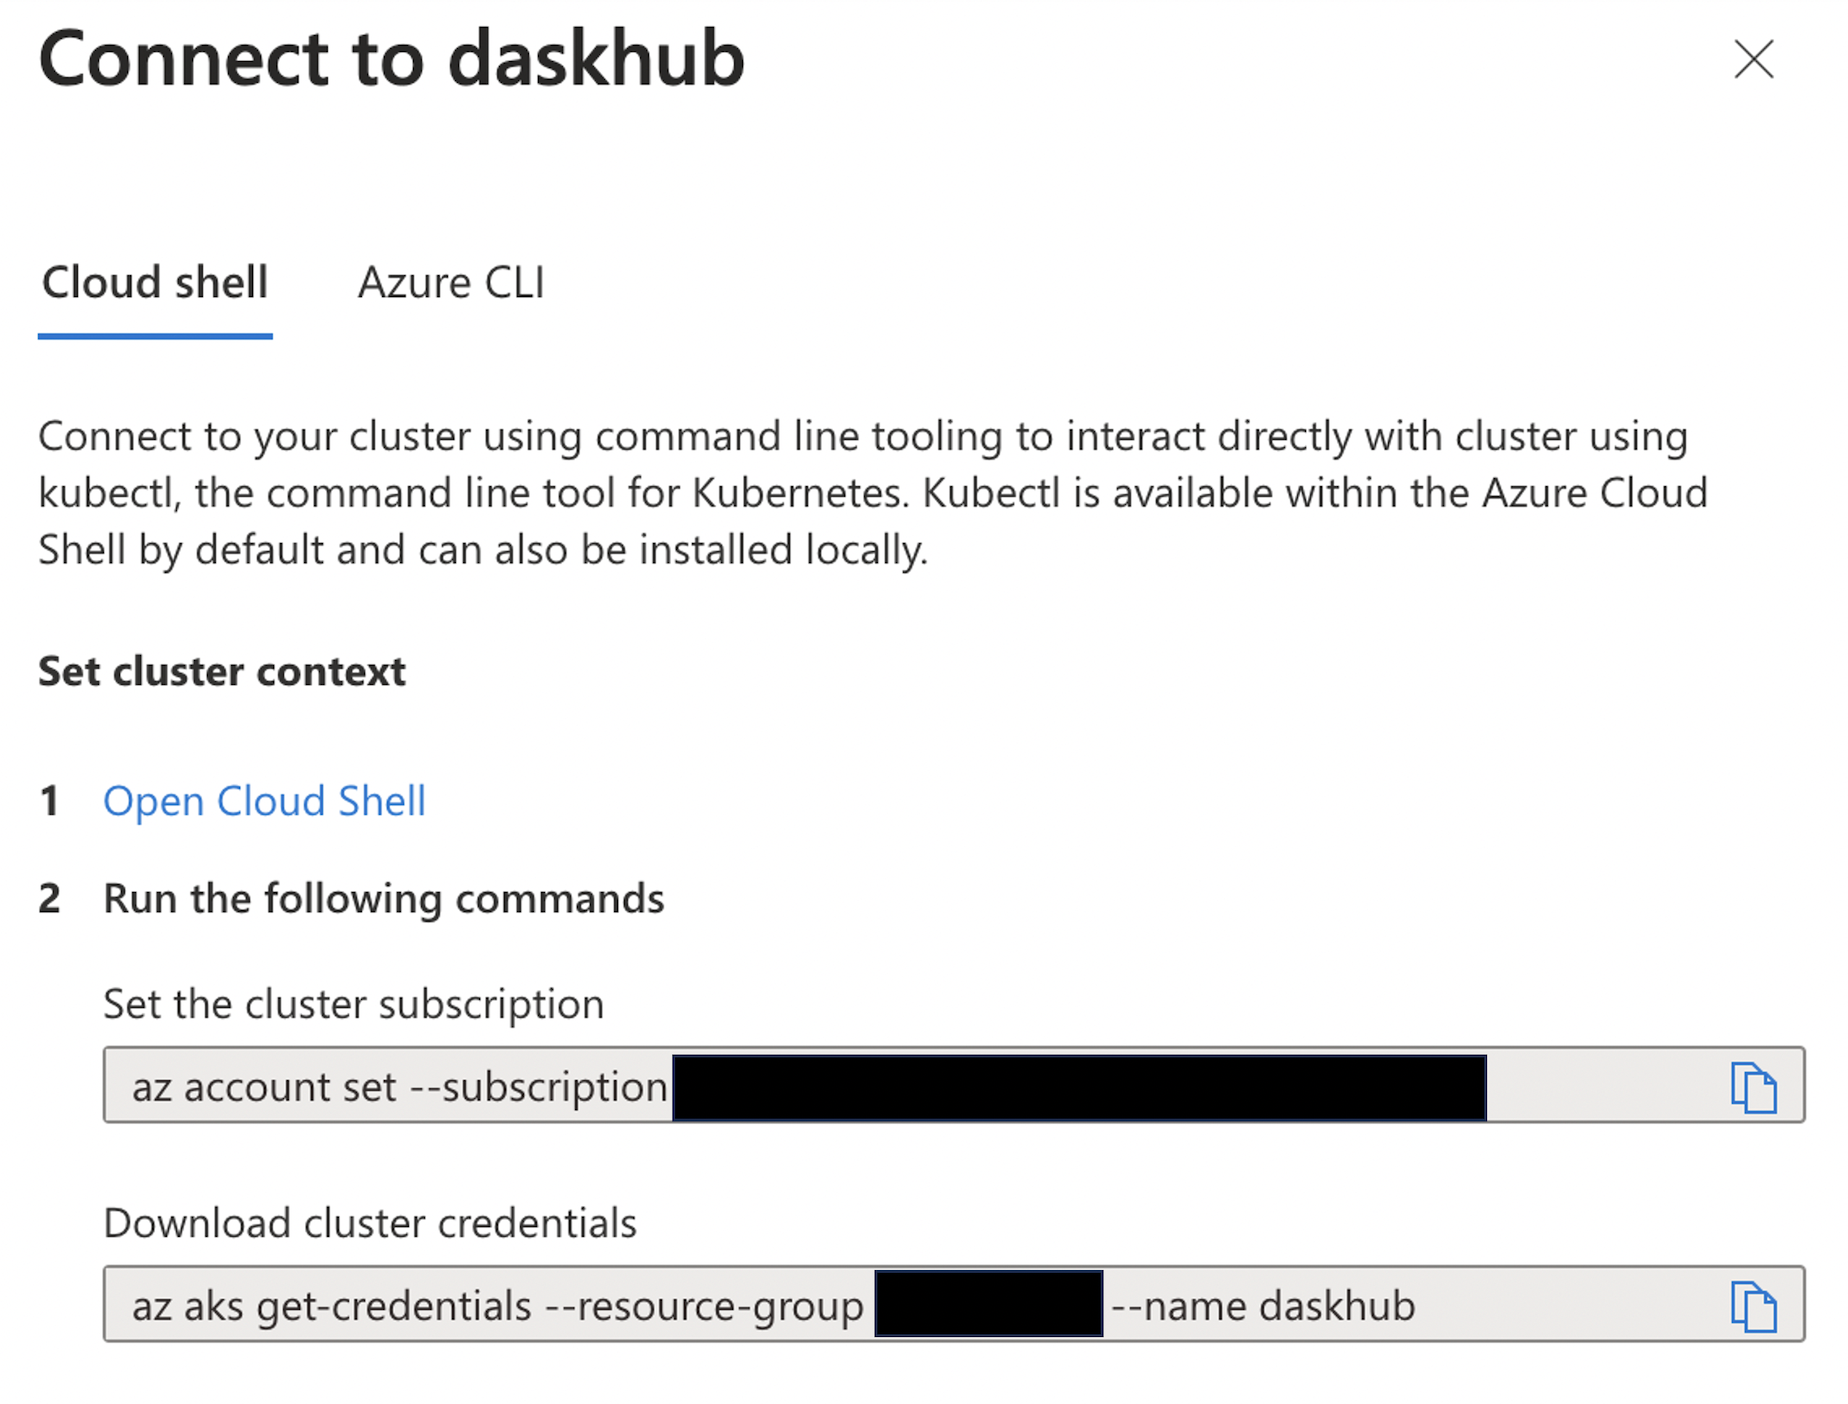 Connect to daskhub
Cloud shell
Azure CLI
Connect to your cluster using command line tooling to interact directly with cluster using
kubectl, the command line tool for Kubernetes. Kubectl is available within the Azure Cloud
Shell by default and can also be installed locally.
Set cluster context
1 Open Cloud Shell
2 Run the following commands
Set the cluster subscription
az account set --subscription
Download cluster credentials
az aks get-credentials --resource-group --name daskhub